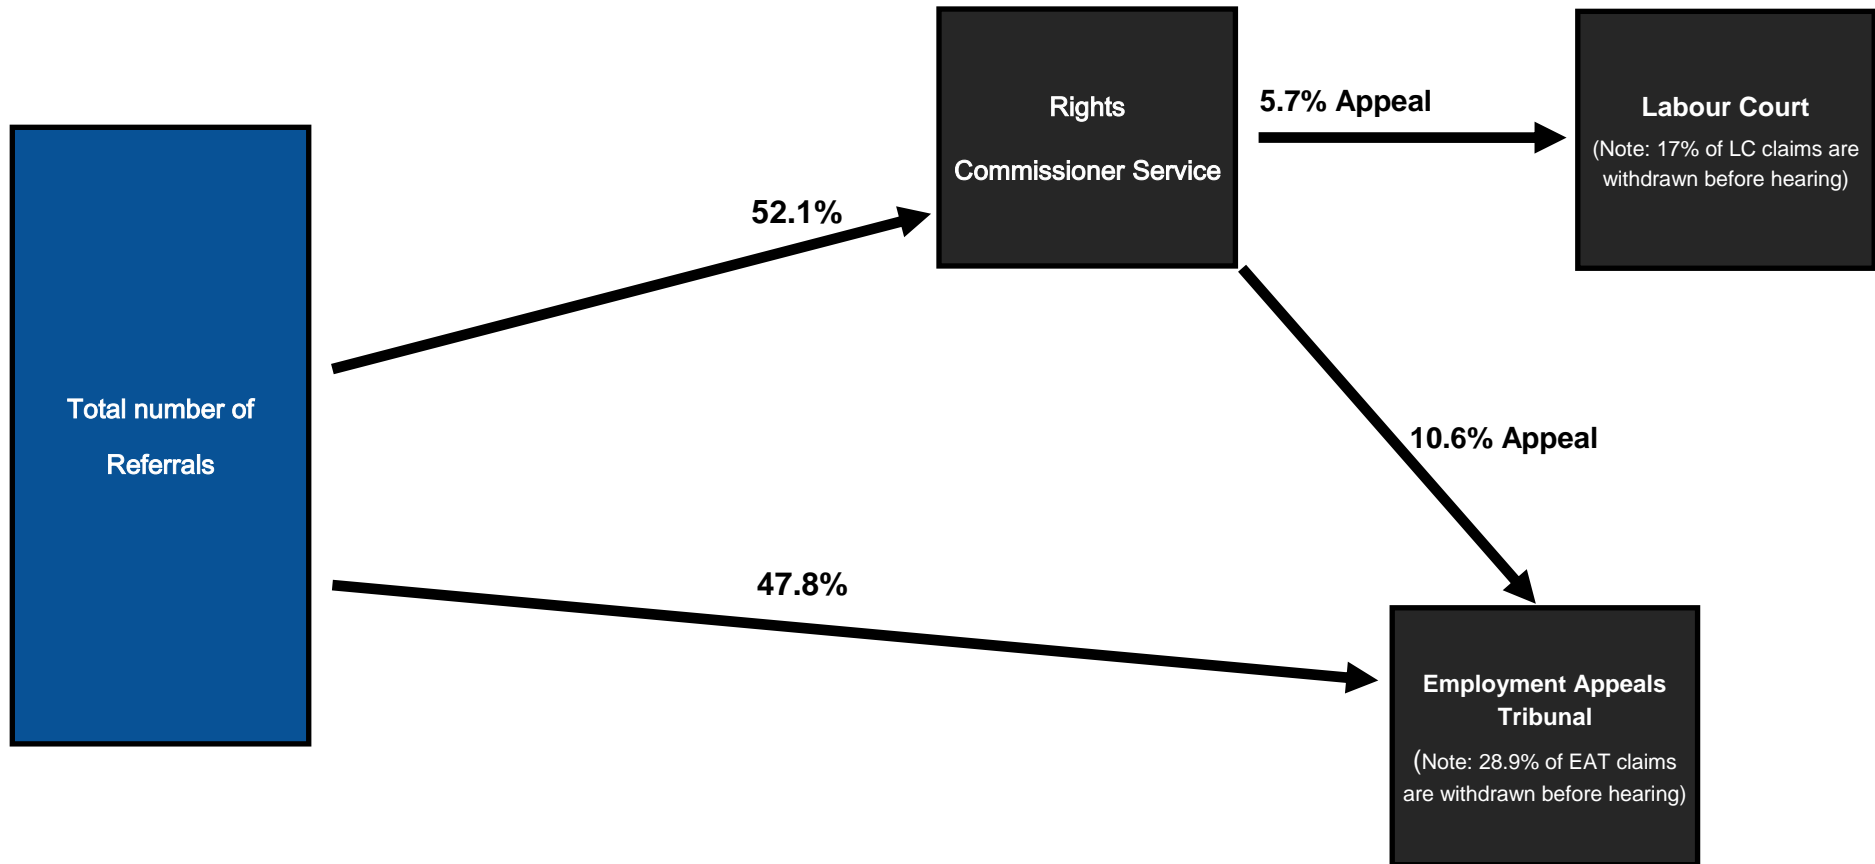 Total number of
Referrals
52.1%
47.8%
Rights
Commissioner Service
5.7% Appeal
10.6% Appeal
Labour Court
(Note: 17% of LC claims are
withdrawn before hearing)
Employment Appeals
Tribunal
(Note: 28.9% of EAT claims
are withdrawn before hearing)